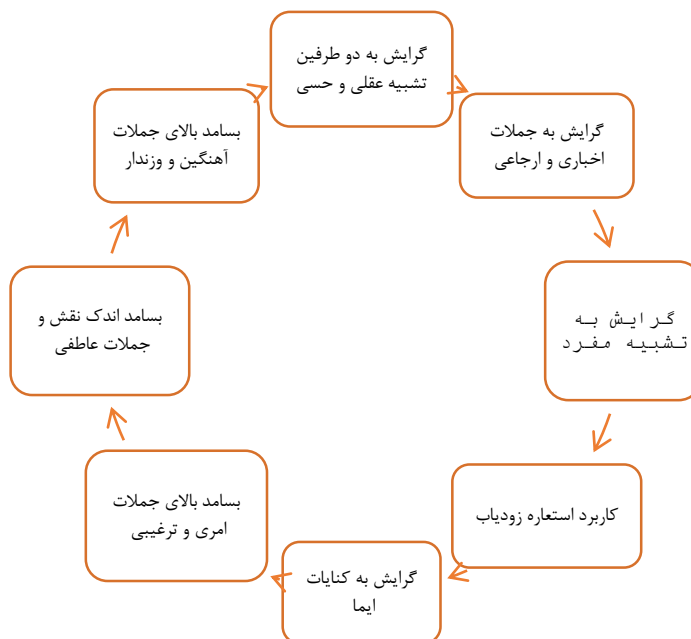 گرایش به دو طرفین
تشبیه عقلی و حسی
گرایش به جملات
اخباری و ارجاعی
گرایش به
تشبیه مفرد
کاربرد استعاره زودیاب
گرایش به کنایات
ایما
بسامد بالای جملات
امری و ترغیبی
بسامد اندک نقش و
جملات عاطفی
بسامد بالای جملات
آهنگین و وزندار